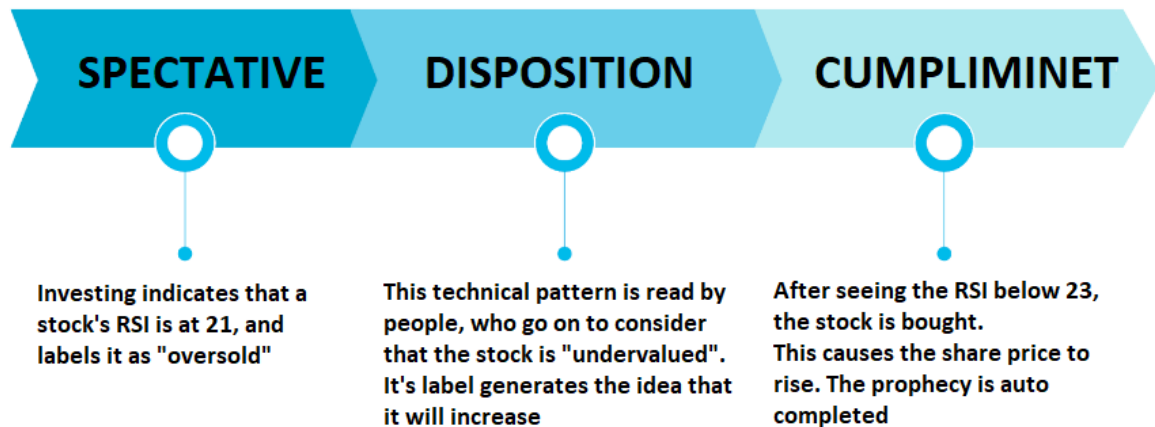 SPECTATIVE
DISPOSITION
CUMPLIMINET
Investing indicates that a
stock's RSI is at 21, and
labels it as "oversold"
This technical pattern is read by
people, who go on to consider
that the stock is "undervalued".
It's label generates the idea that
it will increase
After seeing the RSI below 23,
the stock is bought.
This causes the share price to
rise. The prophecy is auto
completed